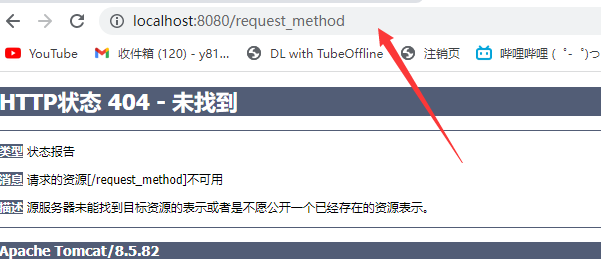 localhost:8080/request_method
YouTube 收件箱 (120) - y81... DL with TubeOffline 注销页 哔哩哔哩 ( ゜- ゜)つ
HTTP状态 404 - 未找到
类型 状态报告
消息 请求的资源[/request_method]不可用
描述 源服务器未能找到目标资源的表示或者是不愿公开一个已经存在的资源表示。
Apache Tomcat/8.5.82